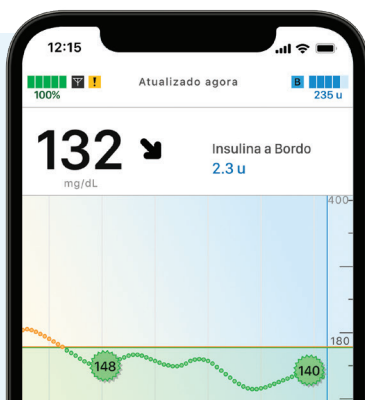 12:15
100%
!
Atualizado agora
B
235 u
132
mg/dL
Insulina a Bordo
2.3 u
400
180
148
140